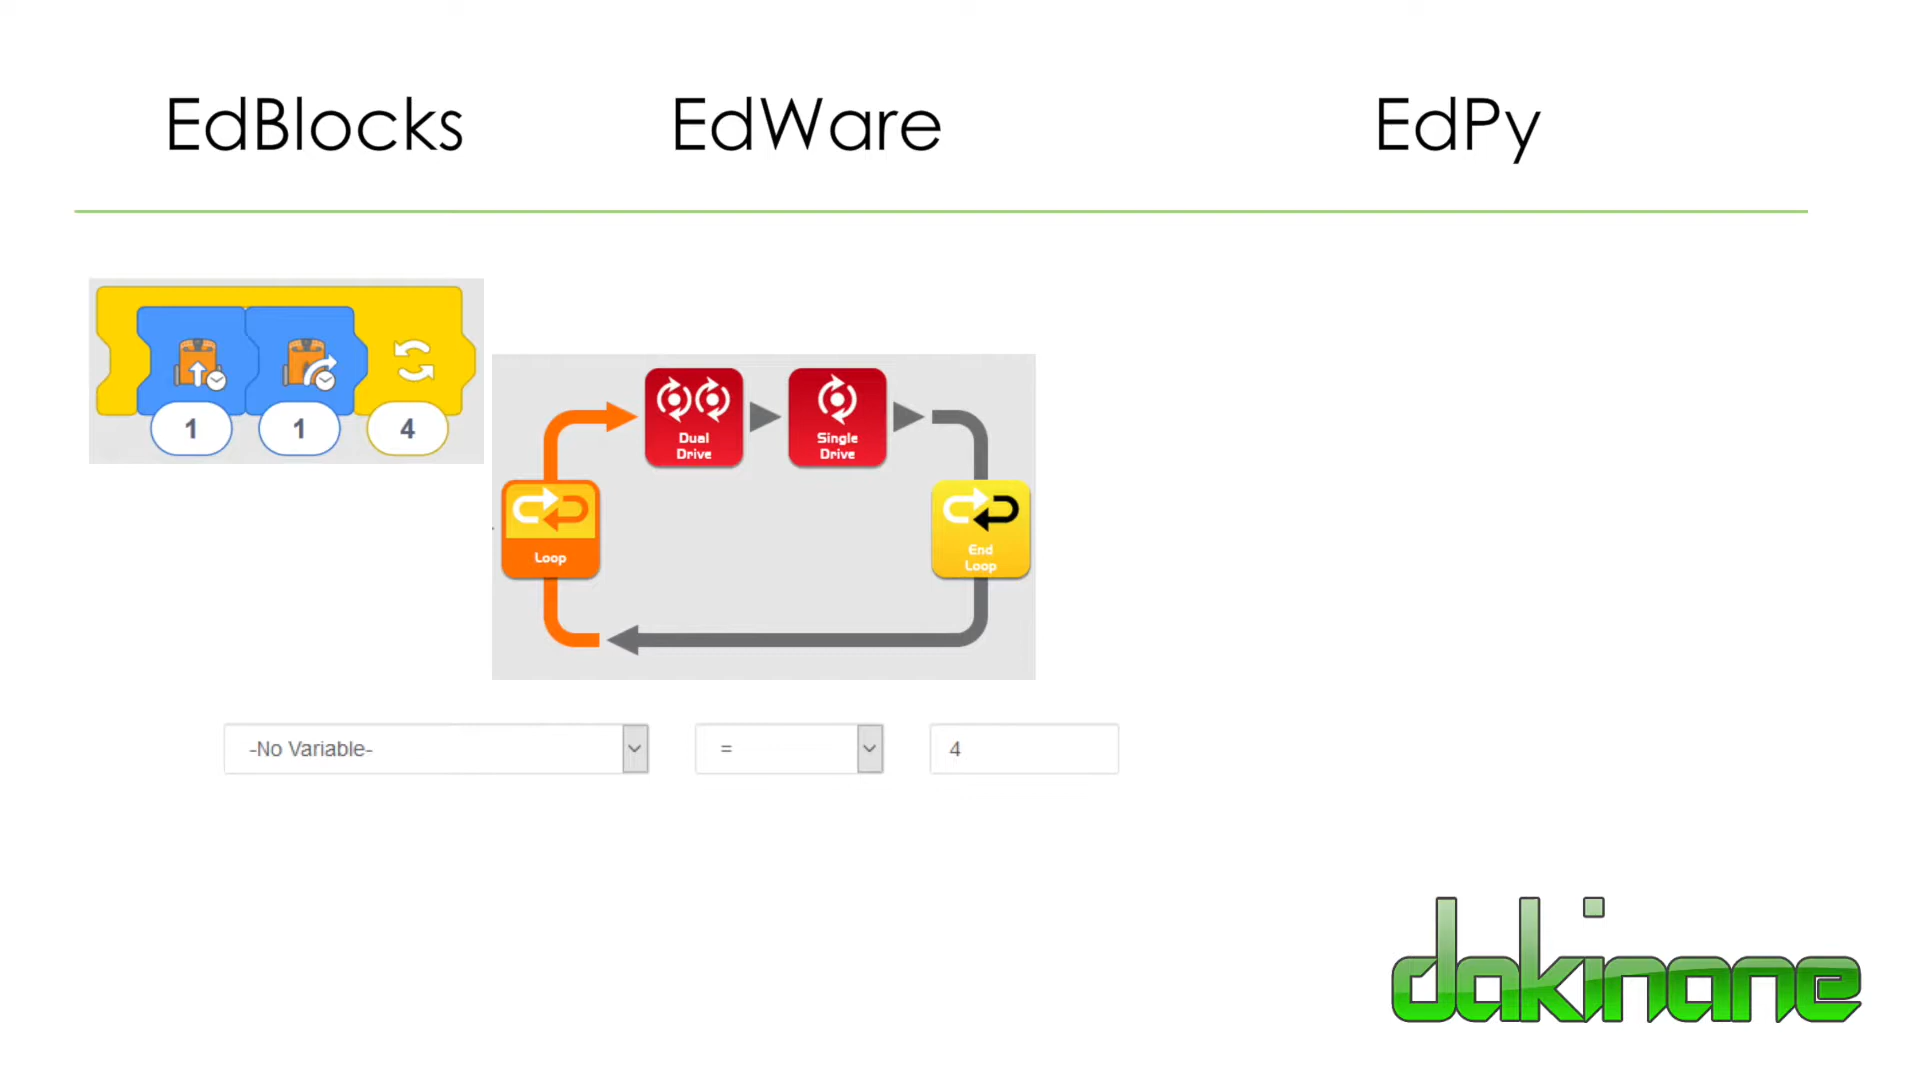 EdBlocks EdWare EdPy
1 1 4
Dual
Drive
Single
Drive
Loop
End
Loop
-No Variable- = 4
dakinane